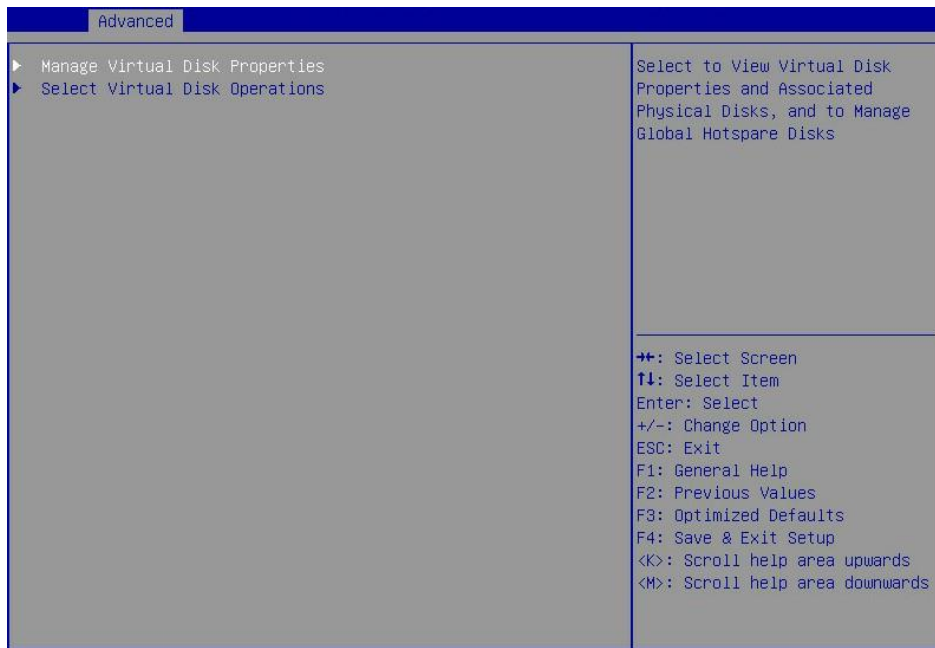 Advanced
Manage Virtual Disk Properties
Select Virtual Disk Operations
Select to View Virtual Disk
Properties and Associated
Physical Disks, and to Manage
Global Hotspare Disks
→←: Select Screen
↑↓: Select Item
Enter: Select
+/-: Change Option
ESC: Exit
F1: General Help
F2: Previous Values
F3: Optimized Defaults
F4: Save & Exit Setup
<K>: Scroll help area upwards
<M>: Scroll help area downwards